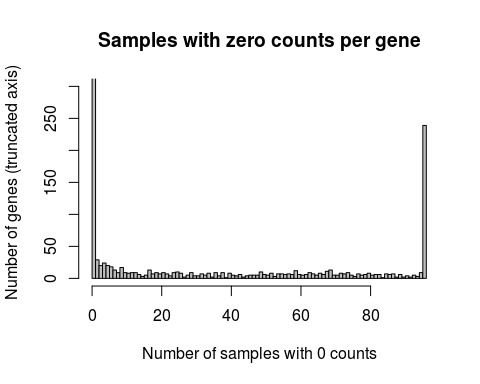 Samples with zero counts per gene
Number of genes (truncated axis)
250
150
50
0
0 20 40 60 80
Number of samples with 0 counts